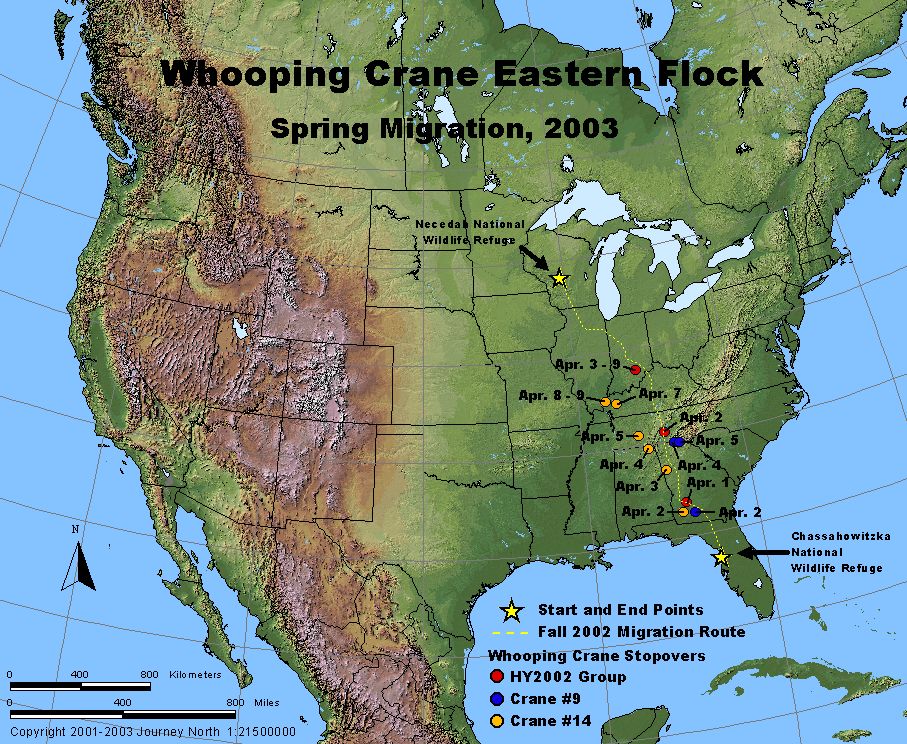 Whooping Crane Eastern Flock
Spring Migration, 2003
Necedah National
Wildlife Refuge
Apr. 3 - 9
Apr. 8 - 9
Apr. 7
Apr. 2
Apr. 5
Apr. 5
Apr. 4
Apr. 4
Apr. 3
Apr. 1
Apr. 2
Apr. 2
Chassahowitzka
National
Wildlife Refuge
N
Start and End Points
Fall 2002 Migration Route
Whooping Crane Stopovers
HY2002 Group
Crane #9
Crane #14
0 400 800 Kilometers
0 400 800 Miles
Copyright 2001-2003 Journey North 1:21500000